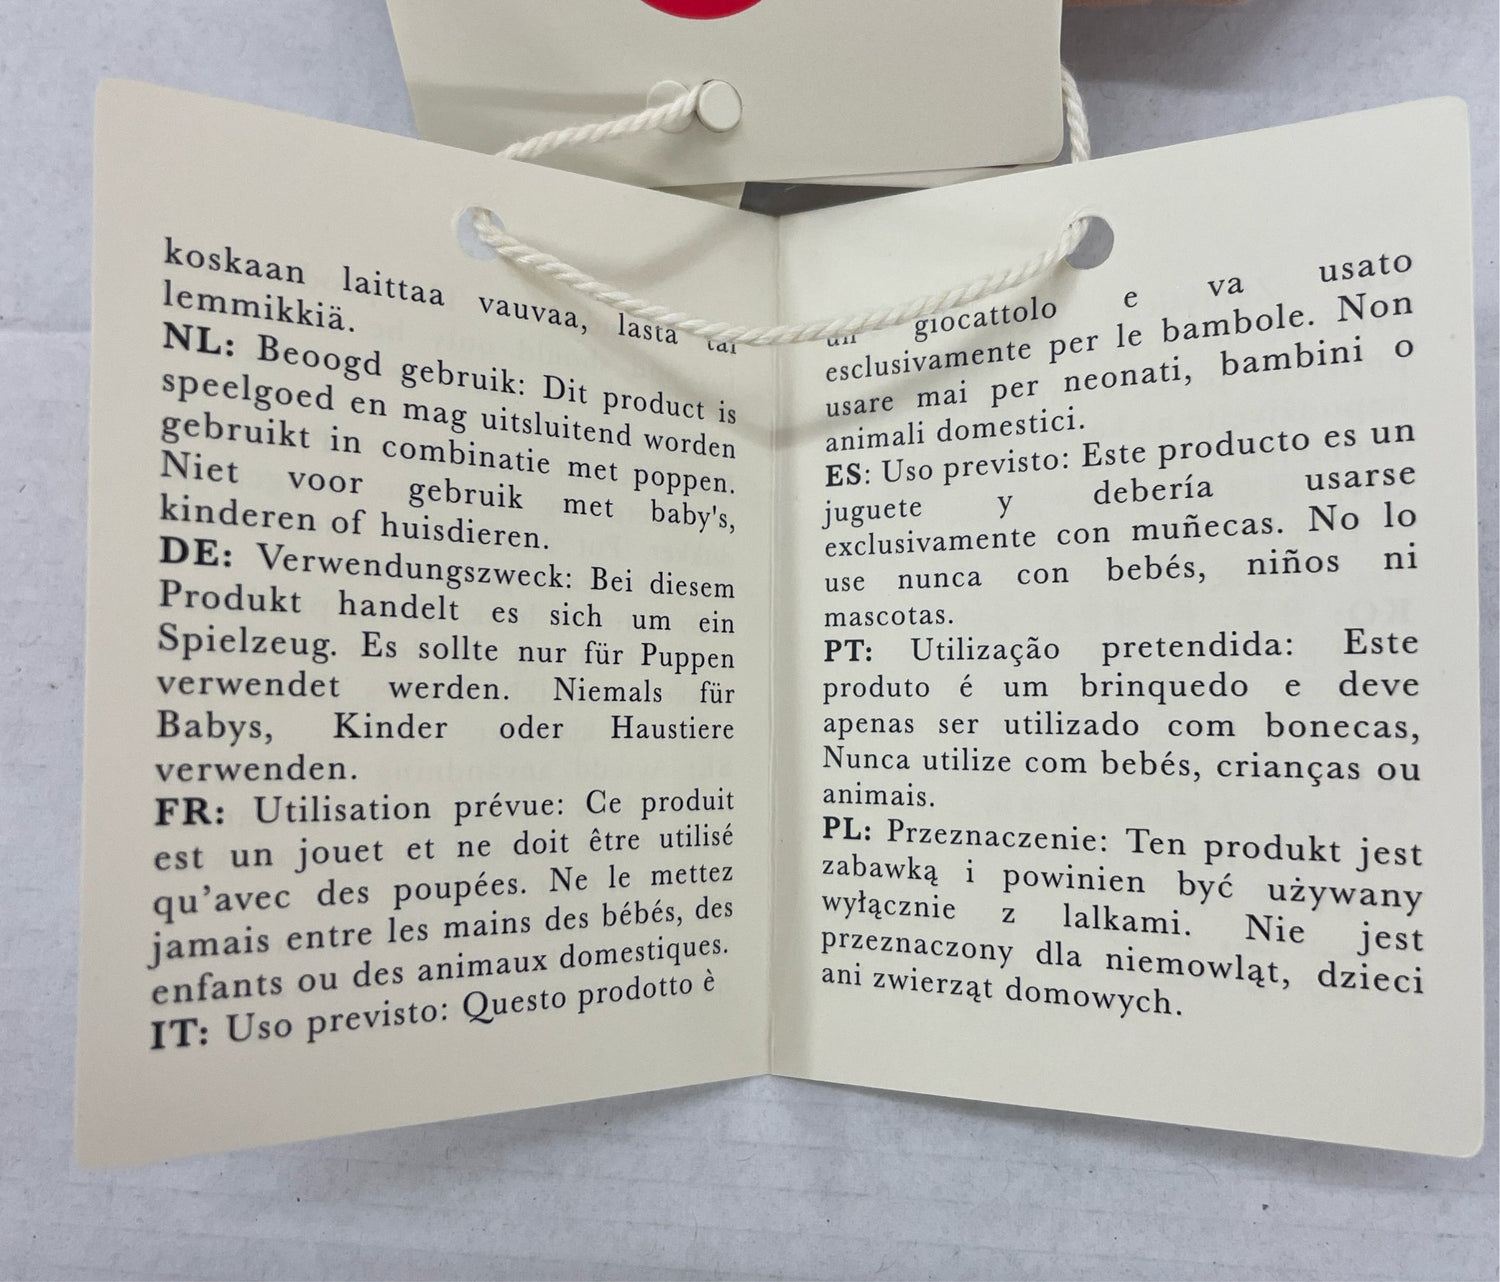 koskaan laittaa vauvaa, lasta tai
lemmikkiä.
NL: Beoogd gebruik: Dit product is
speelgoed en mag uitsluitend worden
gebruikt in combinatie met poppen.
Niet voor gebruik met baby's,
kinderen of huisdieren.
DE: Verwendungszweck: Bei diesem
Produkt handelt es sich um ein
Spielzeug. Es sollte nur für Puppen
verwendet werden. Niemals für
Babys, Kinder oder Haustiere
verwenden.
FR: Utilisation prévue: Ce produit
est un jouet et ne doit être utilisé
qu’avec des poupées. Ne le mettez
jamais entre les mains des bébés, des
enfants ou des animaux domestiques.
IT: Uso previsto: Questo prodotto è
un giocattolo e va usato
esclusivamente per le bambole. Non
usare mai per neonati, bambini o
animali domestici.
ES: Uso previsto: Este producto es un
juguete y debería usarse
exclusivamente con muñecas. No lo
use nunca con bebés, niños ni
mascotas.
PT: Utilização pretendida: Este
produto é um brinquedo e deve
apenas ser utilizado com bonecas,
Nunca utilize com bebés, crianças ou
animais.
PL: Przeznaczenie: Ten produkt jest
zabawką i powinien być używany
wyłącznie z lalkami. Nie jest
przeznaczony dla niemowląt, dzieci
ani zwierząt domowych.